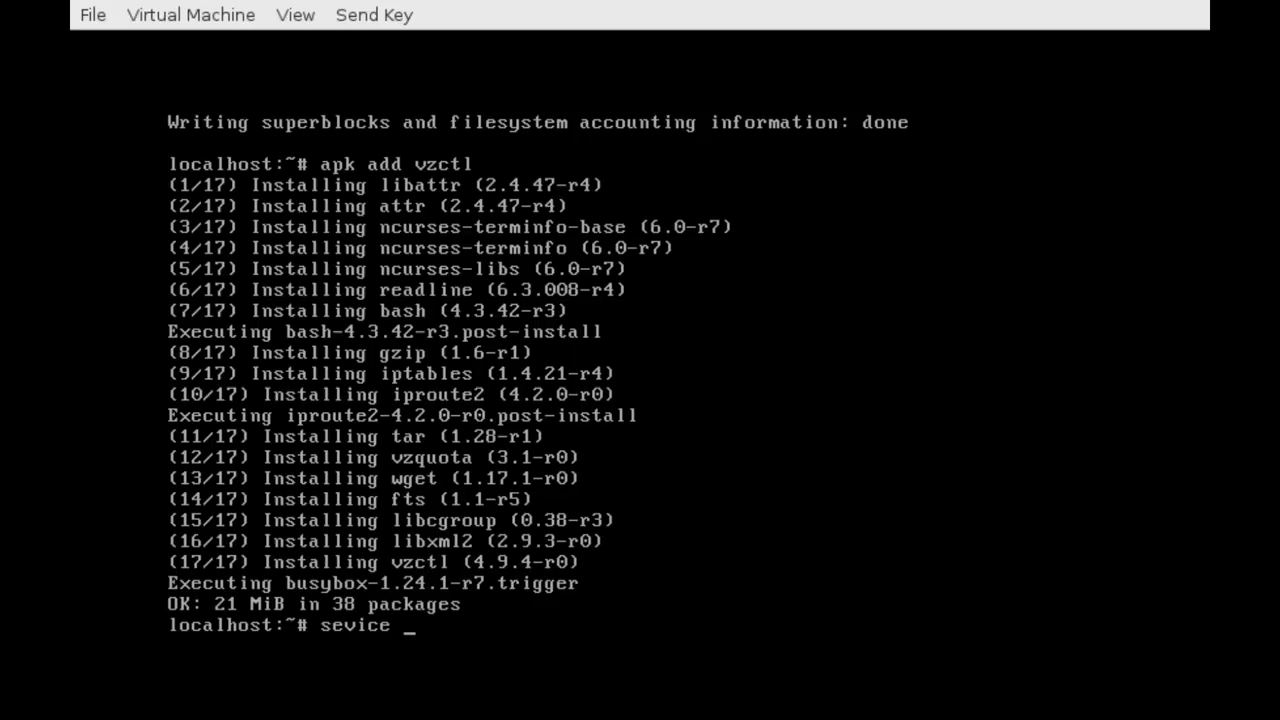 File Virtual Machine View Send Key
Writing superblocks and filesystem accounting information: done
localhost:~# apk add vzctl
(1/17) Installing libattr (2.4.47-r4)
(2/17) Installing attr (2.4.47-r4)
(3/17) Installing ncurses-terminfo-base (6.0-r7)
(4/17) Installing ncurses-terminfo (6.0-r7)
(5/17) Installing ncurses-libs (6.0-r7)
(6/17) Installing readline (6.3.008-r4)
(7/17) Installing bash (4.3.42-r3)
Executing bash-4.3.42-r3.post-install
(8/17) Installing gzip (1.6-r1)
(9/17) Installing iptables (1.4.21-r4)
(10/17) Installing iproute2 (4.2.0-r0)
Executing iproute2-4.2.0-r0.post-install
(11/17) Installing tar (1.28-r1)
(12/17) Installing vzquota (3.1-r0)
(13/17) Installing wget (1.17.1-r0)
(14/17) Installing fts (1.1-r5)
(15/17) Installing libcgroup (0.38-r3)
(16/17) Installing libxml2 (2.9.3-r0)
(17/17) Installing vzctl (4.9.4-r0)
Executing busybox-1.24.1-r7.trigger
OK: 21 MiB in 38 packages
localhost:~# sevice _